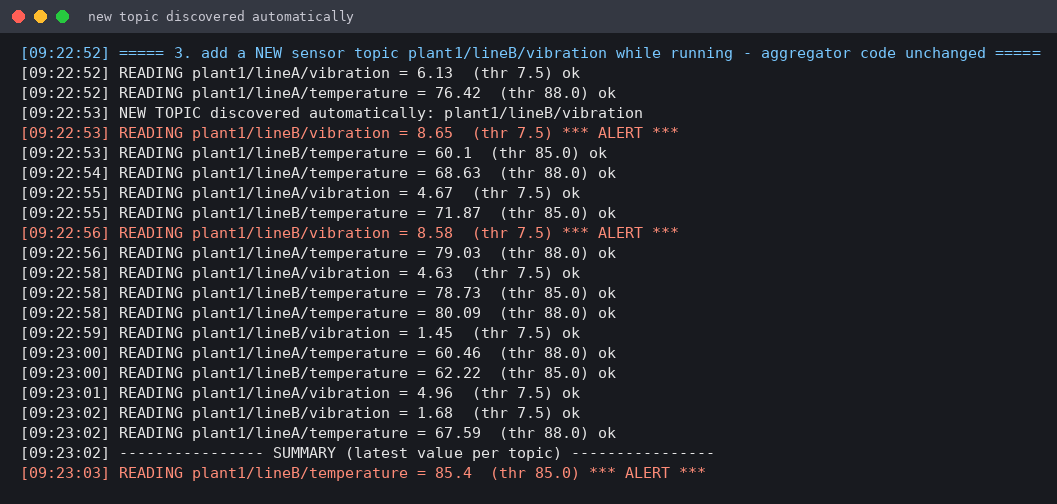 new topic discovered automatically
[09:22:52] ===== 3. add a NEW sensor topic plant1/lineB/vibration while running - aggregator code unchanged =====
[09:22:52] READING plant1/lineA/vibration = 6.13  (thr 7.5) ok
[09:22:52] READING plant1/lineA/temperature = 76.42  (thr 88.0) ok
[09:22:53] NEW TOPIC discovered automatically: plant1/lineB/vibration
[09:22:53] READING plant1/lineB/vibration = 8.65  (thr 7.5) *** ALERT ***
[09:22:53] READING plant1/lineB/temperature = 60.1  (thr 85.0) ok
[09:22:54] READING plant1/lineA/temperature = 68.63  (thr 88.0) ok
[09:22:55] READING plant1/lineA/vibration = 4.67  (thr 7.5) ok
[09:22:55] READING plant1/lineB/temperature = 71.87  (thr 85.0) ok
[09:22:56] READING plant1/lineB/vibration = 8.58  (thr 7.5) *** ALERT ***
[09:22:56] READING plant1/lineA/temperature = 79.03  (thr 88.0) ok
[09:22:58] READING plant1/lineA/vibration = 4.63  (thr 7.5) ok
[09:22:58] READING plant1/lineB/temperature = 78.73  (thr 85.0) ok
[09:22:58] READING plant1/lineA/temperature = 80.09  (thr 88.0) ok
[09:22:59] READING plant1/lineB/vibration = 1.45  (thr 7.5) ok
[09:23:00] READING plant1/lineA/temperature = 60.46  (thr 88.0) ok
[09:23:00] READING plant1/lineB/temperature = 62.22  (thr 85.0) ok
[09:23:01] READING plant1/lineA/vibration = 4.96  (thr 7.5) ok
[09:23:02] READING plant1/lineB/vibration = 1.68  (thr 7.5) ok
[09:23:02] READING plant1/lineA/temperature = 67.59  (thr 88.0) ok
[09:23:02] ---------------- SUMMARY (latest value per topic) ----------------
[09:23:03] READING plant1/lineB/temperature = 85.4  (thr 85.0) *** ALERT ***